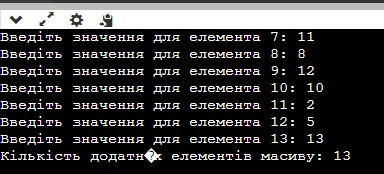 Введіть значення для елемента 7: 11
Введіть значення для елемента 8: 8
Введіть значення для елемента 9: 12
Введіть значення для елемента 10: 10
Введіть значення для елемента 11: 2
Введіть значення для елемента 12: 5
Введіть значення для елемента 13: 13
Кількість додатн�х елементів масиву: 13